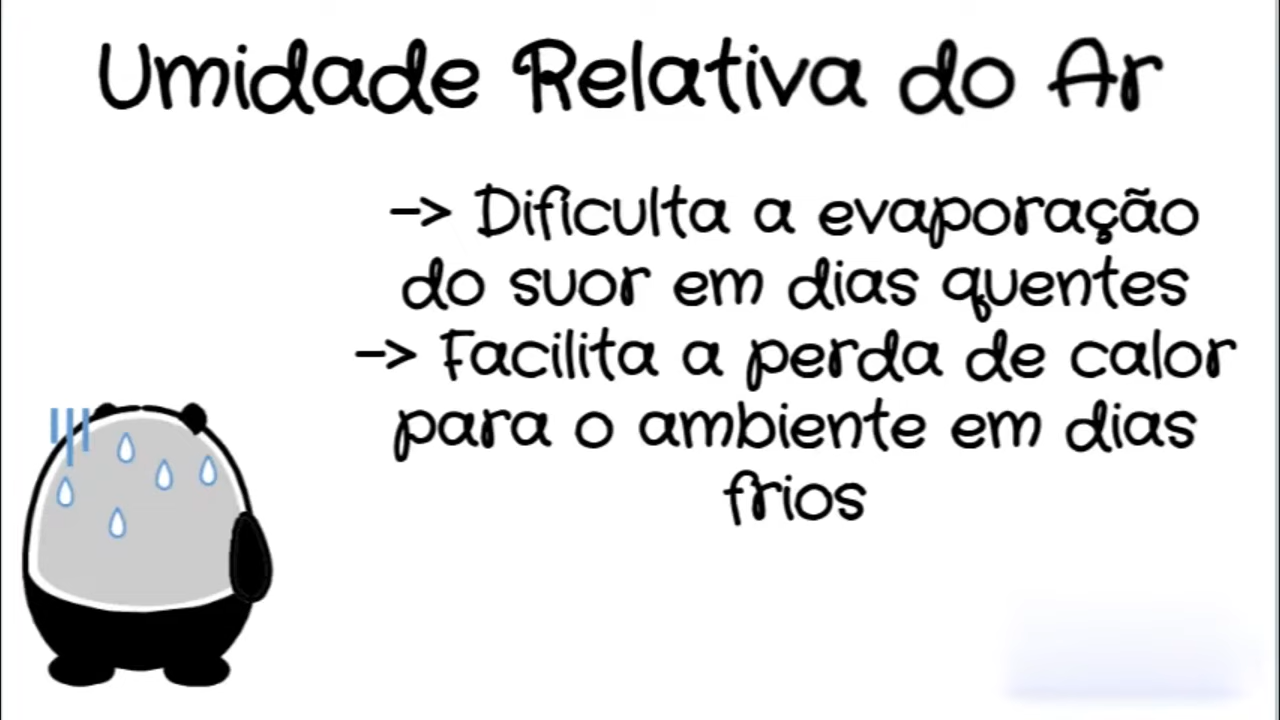 Umidade Relativa do Ar
-> Dificulta a evaporação
do suor em dias quentes
-> Facilita a perda de calor
para o ambiente em dias
frios